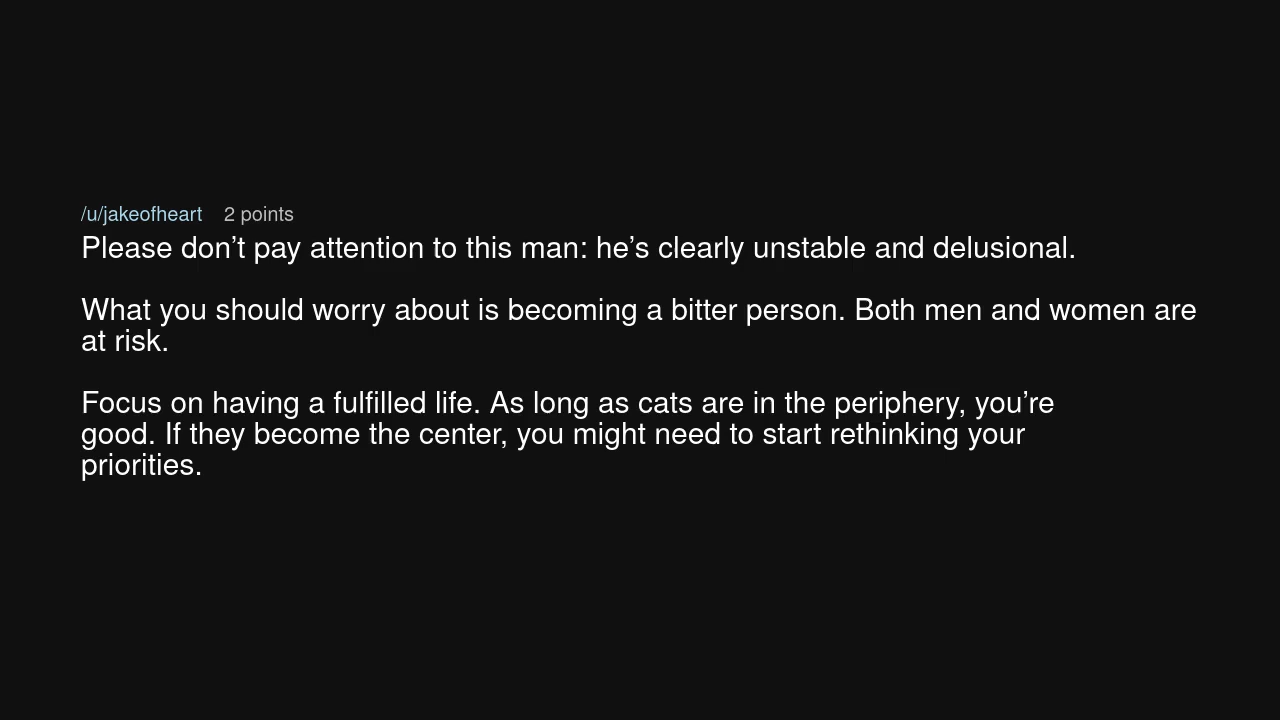 /u/jakeofheart 2 points
Please don’t pay attention to this man: he’s clearly unstable and delusional.
What you should worry about is becoming a bitter person. Both men and women are
at risk.
Focus on having a fulfilled life. As long as cats are in the periphery, you’re
good. If they become the center, you might need to start rethinking your
priorities.